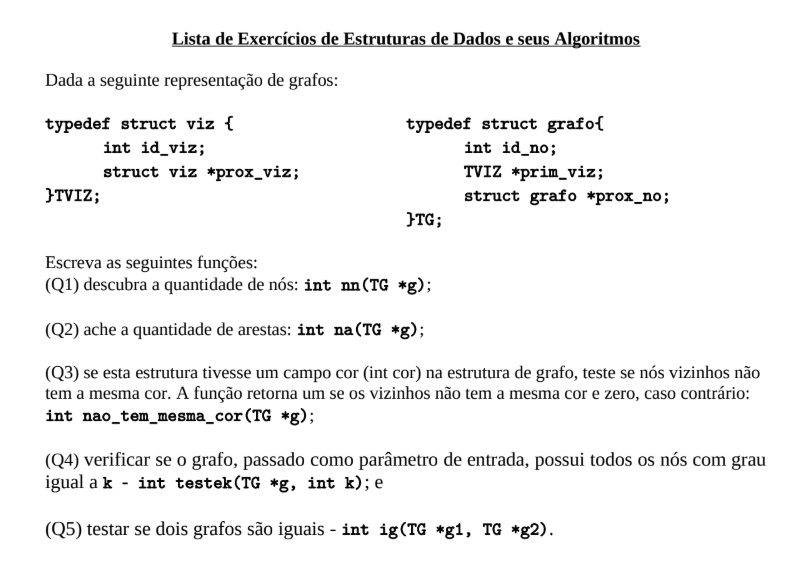 Lista de Exercícios de Estruturas de Dados e seus Algoritmos
Dada a seguinte representação de grafos:
typedef struct viz {
int id_viz;
struct viz *prox_viz;
}TVIZ;
typedef struct grafo{
int id_no;
TVIZ *prim_viz;
struct grafo *prox_no;
}TG;
Escreva as seguintes funções:
(Q1) descubra a quantidade de nós: int nn(TG *g);
(Q2) ache a quantidade de arestas: int na(TG *g);
(Q3) se esta estrutura tivesse um campo cor (int cor) na estrutura de grafo, teste se nós vizinhos não
tem a mesma cor. A função retorna um se os vizinhos não tem a mesma cor e zero, caso contrário:
int nao_tem_mesma_cor(TG *g);
(Q4) verificar se o grafo, passado como parâmetro de entrada, possui todos os nós com grau
igual a k - int testek(TG *g, int k); e
(Q5) testar se dois grafos são iguais - int ig(TG *g1, TG *g2).